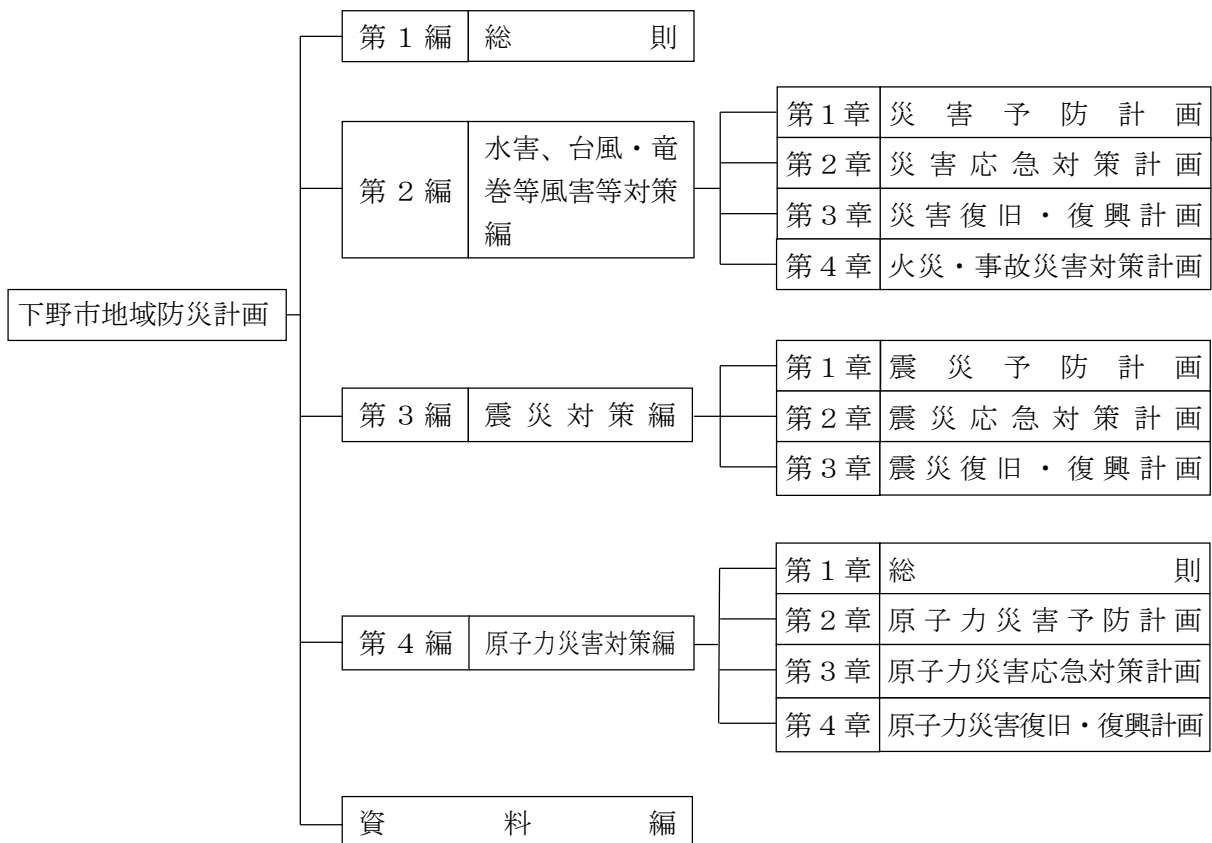 第１編 総則
第１章 災害予防計画
水害、台風・竜
第２編 巻等風害等対策
編
第２章 災害応急対策計画
第３章 災害復旧・復興計画
第４章 火災・事故災害対策計画
下野市地域防災計画
第３編 震災対策編
第１章 震災予防計画
第２章 震災応急対策計画
第３章 震災復旧・復興計画
第４編 原子力災害対策編
第１章 総則
第２章 原子力災害予防計画
第３章 原子力災害応急対策計画
第４章 原子力災害復旧・復興計画
資料編